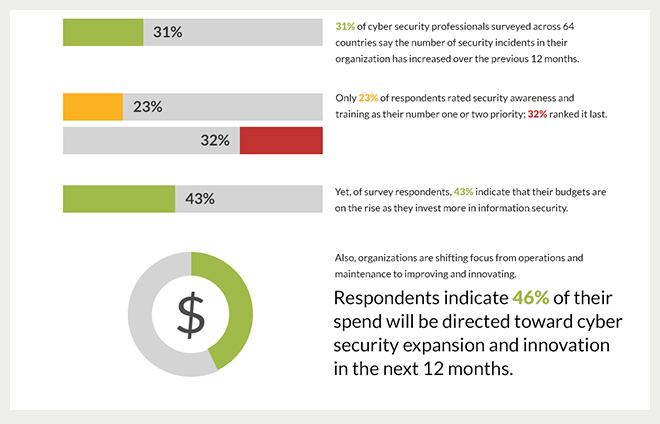 31%
31% of cyber security professionals surveyed across 64
countries say the number of security incidents in their
organization has increased over the previous 12 months.
23%
32%
Only 23% of respondents rated security awareness and
training as their number one or two priority; 32% ranked it last.
43%
Yet, of survey respondents, 43% indicate that their budgets are
on the rise as they invest more in information security.
$
Also, organizations are shifting focus from operations and
maintenance to improving and innovating.
Respondents indicate 46% of their
spend will be directed toward cyber
security expansion and innovation
in the next 12 months.